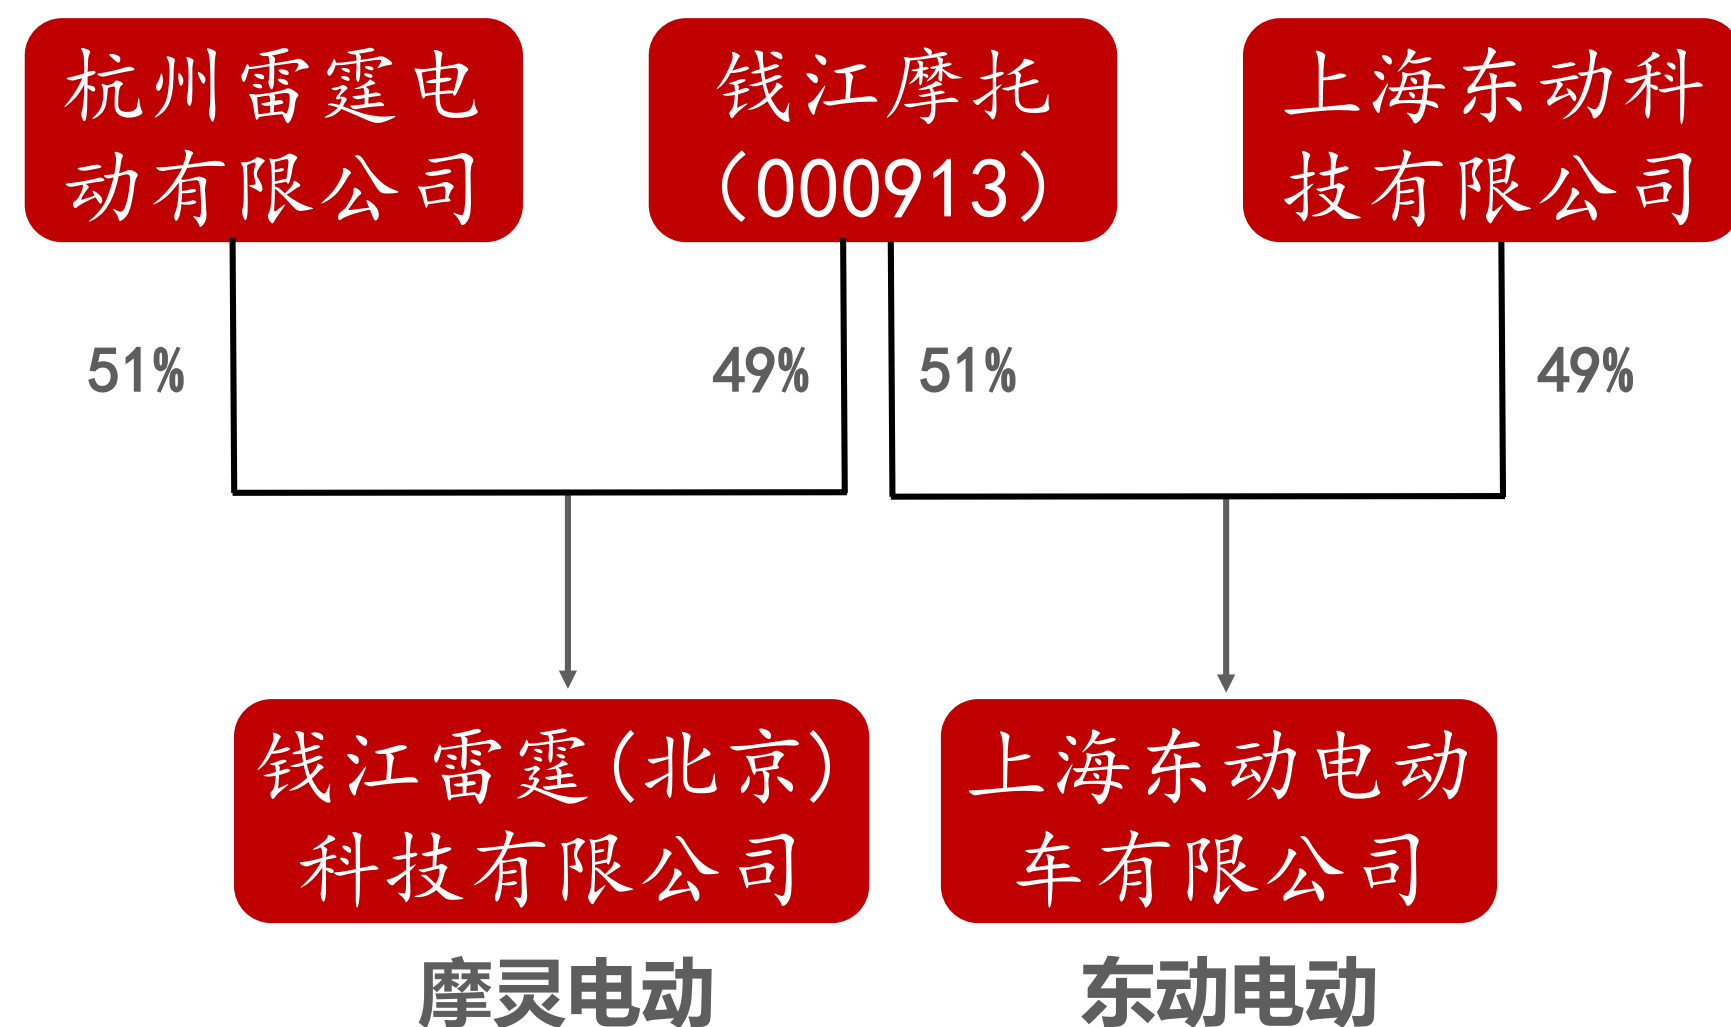 杭州雷霆电
动有限公司
钱江摩托
（000913）
上海东动科
技有限公司
51%
49%
51%
49%
钱江雷霆(北京)
科技有限公司
上海东动电动
车有限公司
摩灵电动
东动电动